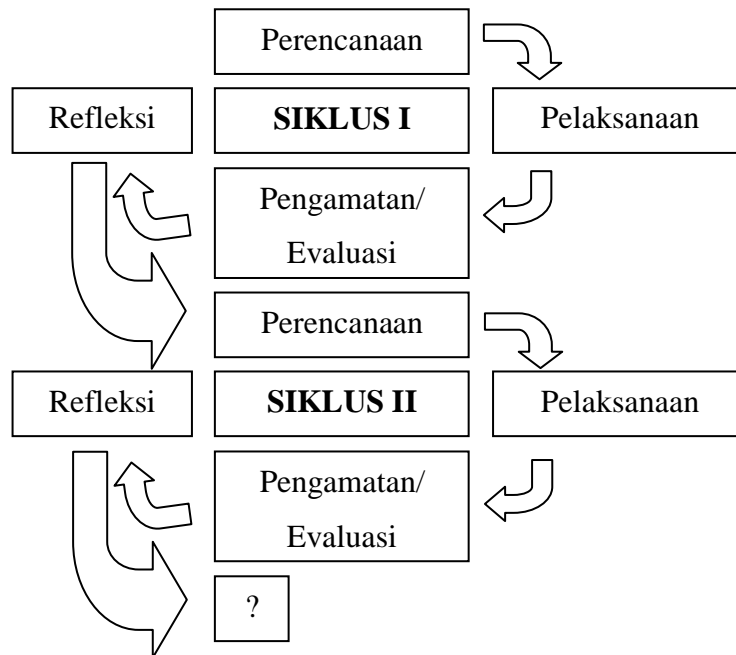 Perencanaan
Refleksi
SIKLUS I
Pelaksanaan
Pengamatan/
Evaluasi
Perencanaan
Refleksi
SIKLUS II
Pelaksanaan
Pengamatan/
Evaluasi
?